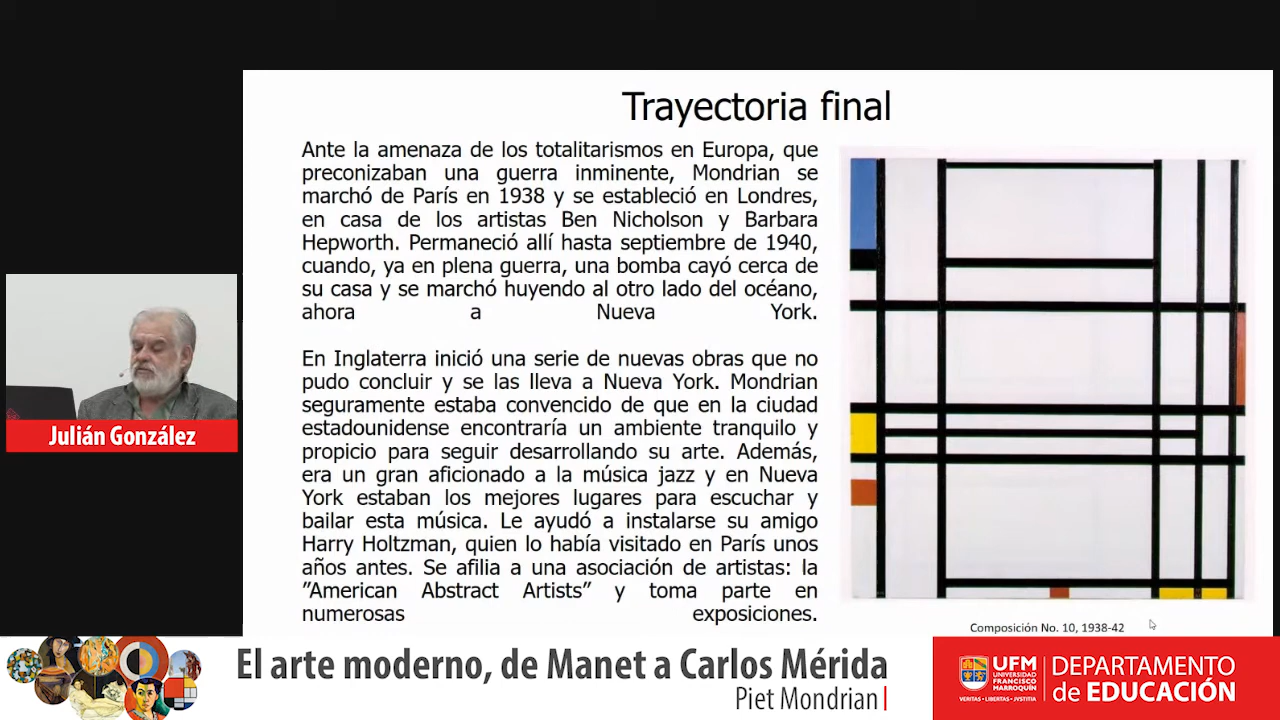 Trayectoria final
Ante la amenaza de los totalitarismos en Europa, que
preconizaban una guerra inminente, Mondrian se
marchó de París en 1938 y se estableció en Londres,
en casa de los artistas Ben Nicholson y Barbara
Hepworth. Permaneció allí hasta septiembre de 1940,
cuando, ya en plena guerra, una bomba cayó cerca de
su casa y se marchó huyendo al otro lado del océano,
ahora a Nueva York.
En Inglaterra inició una serie de nuevas obras que no
pudo concluir y se las lleva a Nueva York. Mondrian
seguramente estaba convencido de que en la ciudad
estadounidense encontraría un ambiente tranquilo y
propicio para seguir desarrollando su arte. Además,
era un gran aficionado a la música jazz y en Nueva
York estaban los mejores lugares para escuchar y
bailar esta música. Le ayudó a instalarse su amigo
Harry Holtzman, quien lo había visitado en París unos
años antes. Se afilia a una asociación de artistas: la
”American Abstract Artists” y toma parte en
numerosas exposiciones.
Composición No. 10, 1938-42
Julián González
El arte moderno, de Manet a Carlos Mérida
Piet Mondrian
UFM
UNIVERSIDAD
FRANCISCO
MARROQUÍN
VERITAS • LIBERTAS • JVSTITIA
DEPARTAMENTO
de EDUCACIÓN